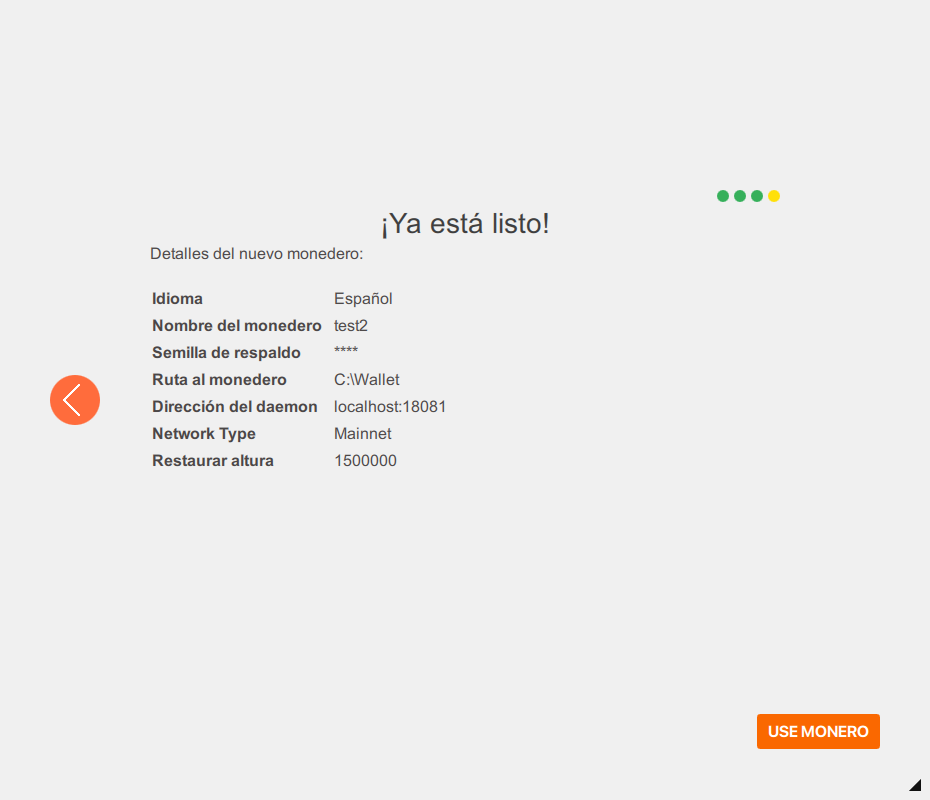 ¡Ya está listo!
Detalles del nuevo monedero:
Idioma Español
Nombre del monedero test2
Semilla de respaldo ****
Ruta al monedero C:\Wallet
Dirección del daemon localhost:18081
Network Type Mainnet
Restaurar altura 1500000
USE MONERO